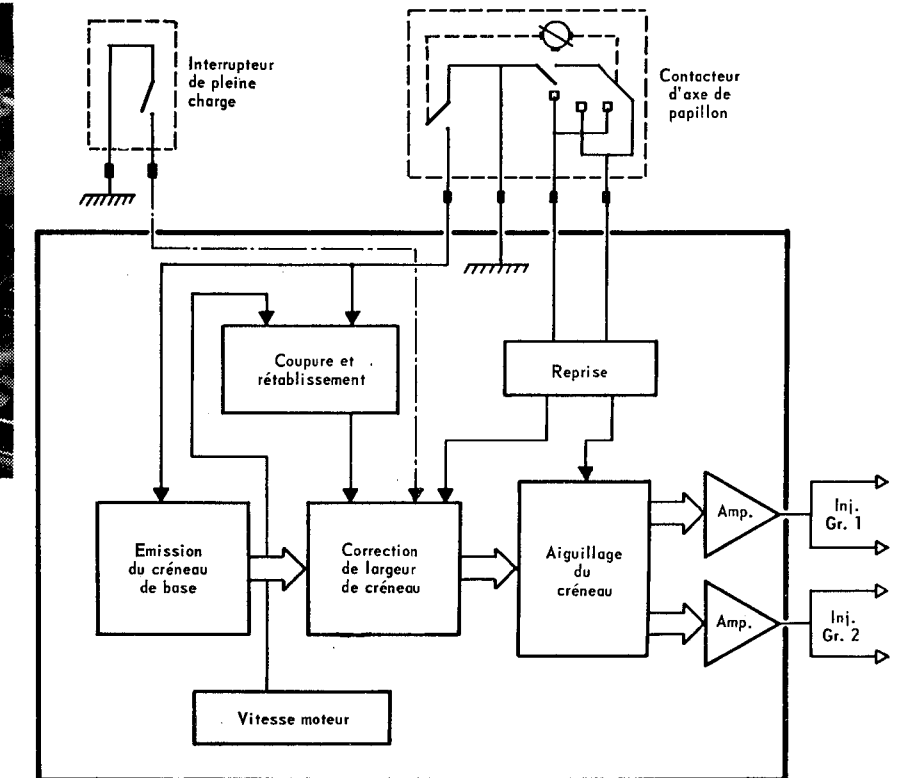 Interrupteur
de pleine
charge
Contacteur
d'axe de
papillon
Coupure et
rétablissement
Reprise
Emission
du créneau
de base
Correction
de largeur
de créneau
Aiguillage
du
créneau
Amp.
Inj.
Gr. 1
Amp.
Inj.
Gr. 2
Vitesse moteur